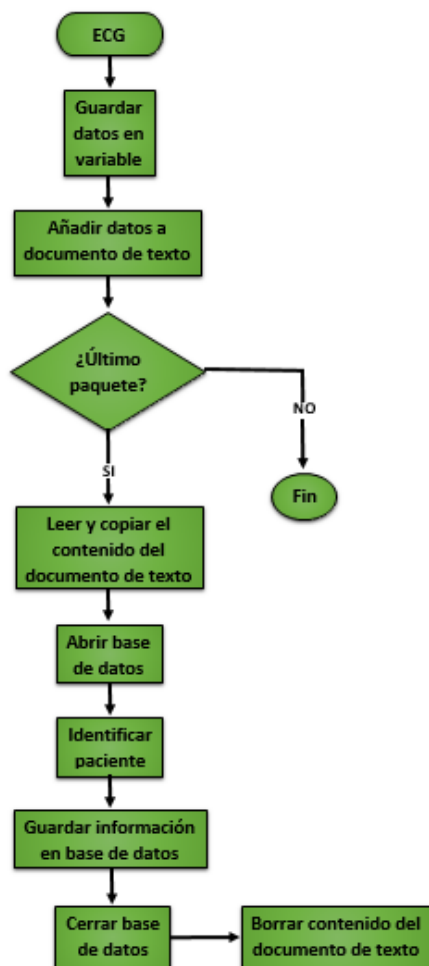 ECG
Guardar
datos en
variable
Añadir datos a
documento de texto
¿Último
paquete?
NO
SI
Fin
Leer y copiar el
contenido del
documento de texto
Abrir base
de datos
Identificar
paciente
Guardar información
en base de datos
Cerrar base
de datos
Borrar contenido del
documento de texto